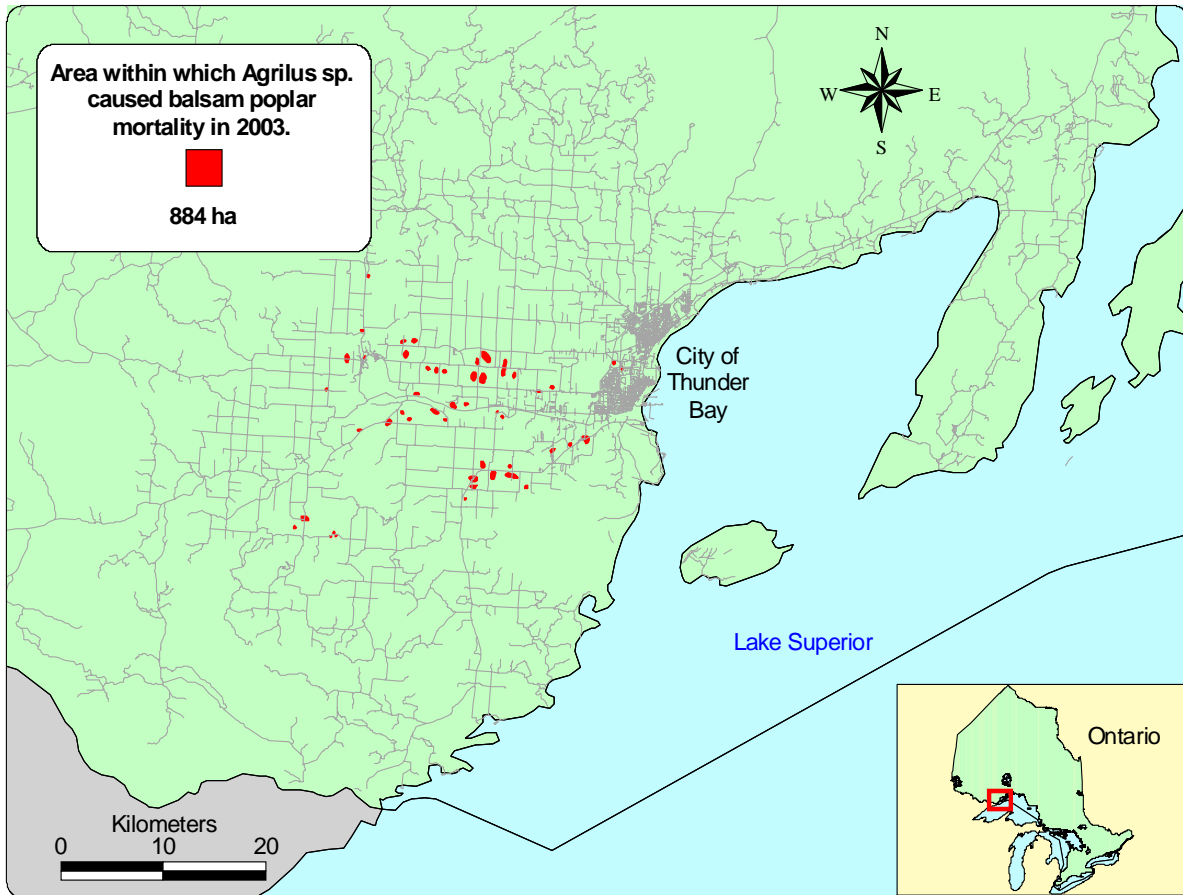 Area within which Agrilus sp.
caused balsam poplar
mortality in 2003.
884 ha
N
W
E
S
City of
Thunder
Bay
Lake Superior
Ontario
Kilometers
0 10 20